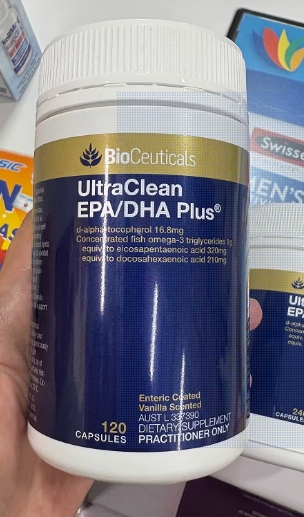 BioCeuticals
UltraClean
EPA/DHA Plus®
d-alpha-tocopherol 16.8mg
Concentrated fish omega-3 triglycerides 1g
equiv. to eicosapentaenoic acid 320mg
equiv. to docosahexaenoic acid 210mg
Enteric Coated
Vanilla Scented
AUST L 337390
120 DIETARY SUPPLEMENT
CAPSULES PRACTITIONER ONLY
Swisse
EN'S